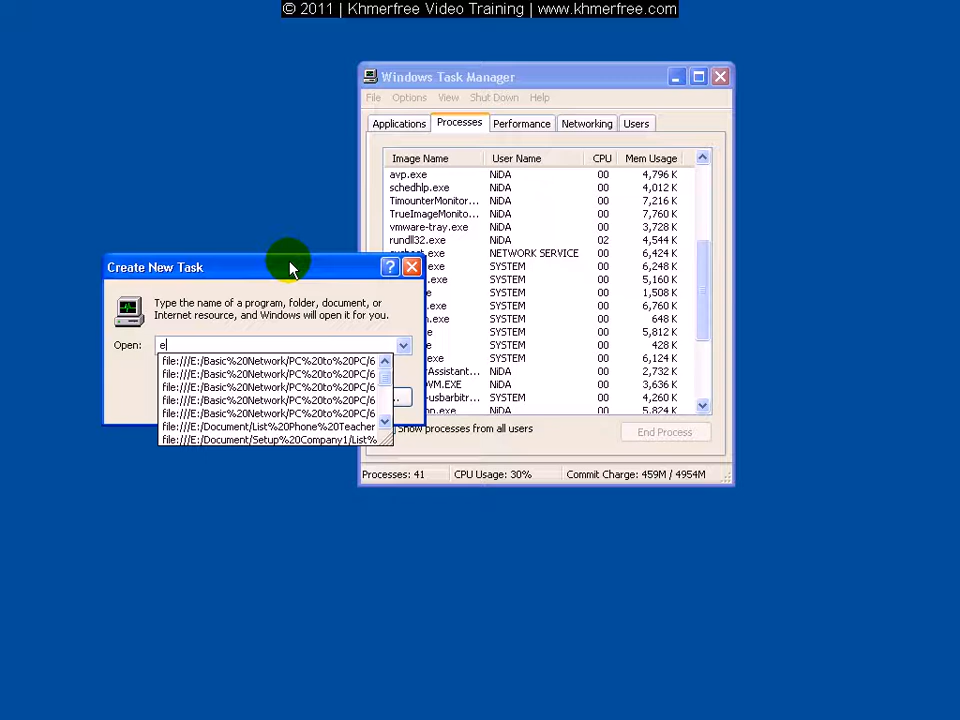 © 2011 | Khmerfree Video Training | www.khmerfree.com
Windows Task Manager
File Options View Shut Down Help
Applications Processes Performance Networking Users
Image Name User Name CPU Mem Usage
avp.exe NiDA 00 4,796 K
schedhlp.exe NiDA 00 4,012 K
TimounterMonitor... NiDA 00 7,216 K
TrueImageMonito... NiDA 00 7,760 K
vmware-tray.exe NiDA 00 3,728 K
rundll32.exe NiDA 02 4,544 K
NETWORK SERVICE 00 6,424 K
e.exe SYSTEM 00 6,248 K
.exe SYSTEM 00 5,280 K
e SYSTEM 00 1,508 K
.exe SYSTEM 00 6,760 K
n.exe SYSTEM 00 648 K
e SYSTEM 00 5,812 K
.exe SYSTEM 00 428 K
exe SYSTEM 00 6,124 K
Assistant... SYSTEM 00 2,732 K
WM.EXE SYSTEM 00 3,636 K
-usbarbitr... SYSTEM 00 4,260 K
SYSTEM 00 5,824 K
Show processes from all users
End Process
Processes: 41 CPU Usage: 30% Commit Charge: 459M / 4954M
Create New Task
Type the name of a program, folder, document, or
Internet resource, and Windows will open it for you.
Open: e
file:///E:/Basic%20Network/PC%20to%20PC/6
file:///E:/Basic%20Network/PC%20to%20PC/6
file:///E:/Basic%20Network/PC%20to%20PC/6
file:///E:/Basic%20Network/PC%20to%20PC/6
file:///E:/Basic%20Network/PC%20to%20PC/6
file:///E:/Document/List%20Phone%20Teacher
file:///E:/Document/Setup%20Company1/List%
...